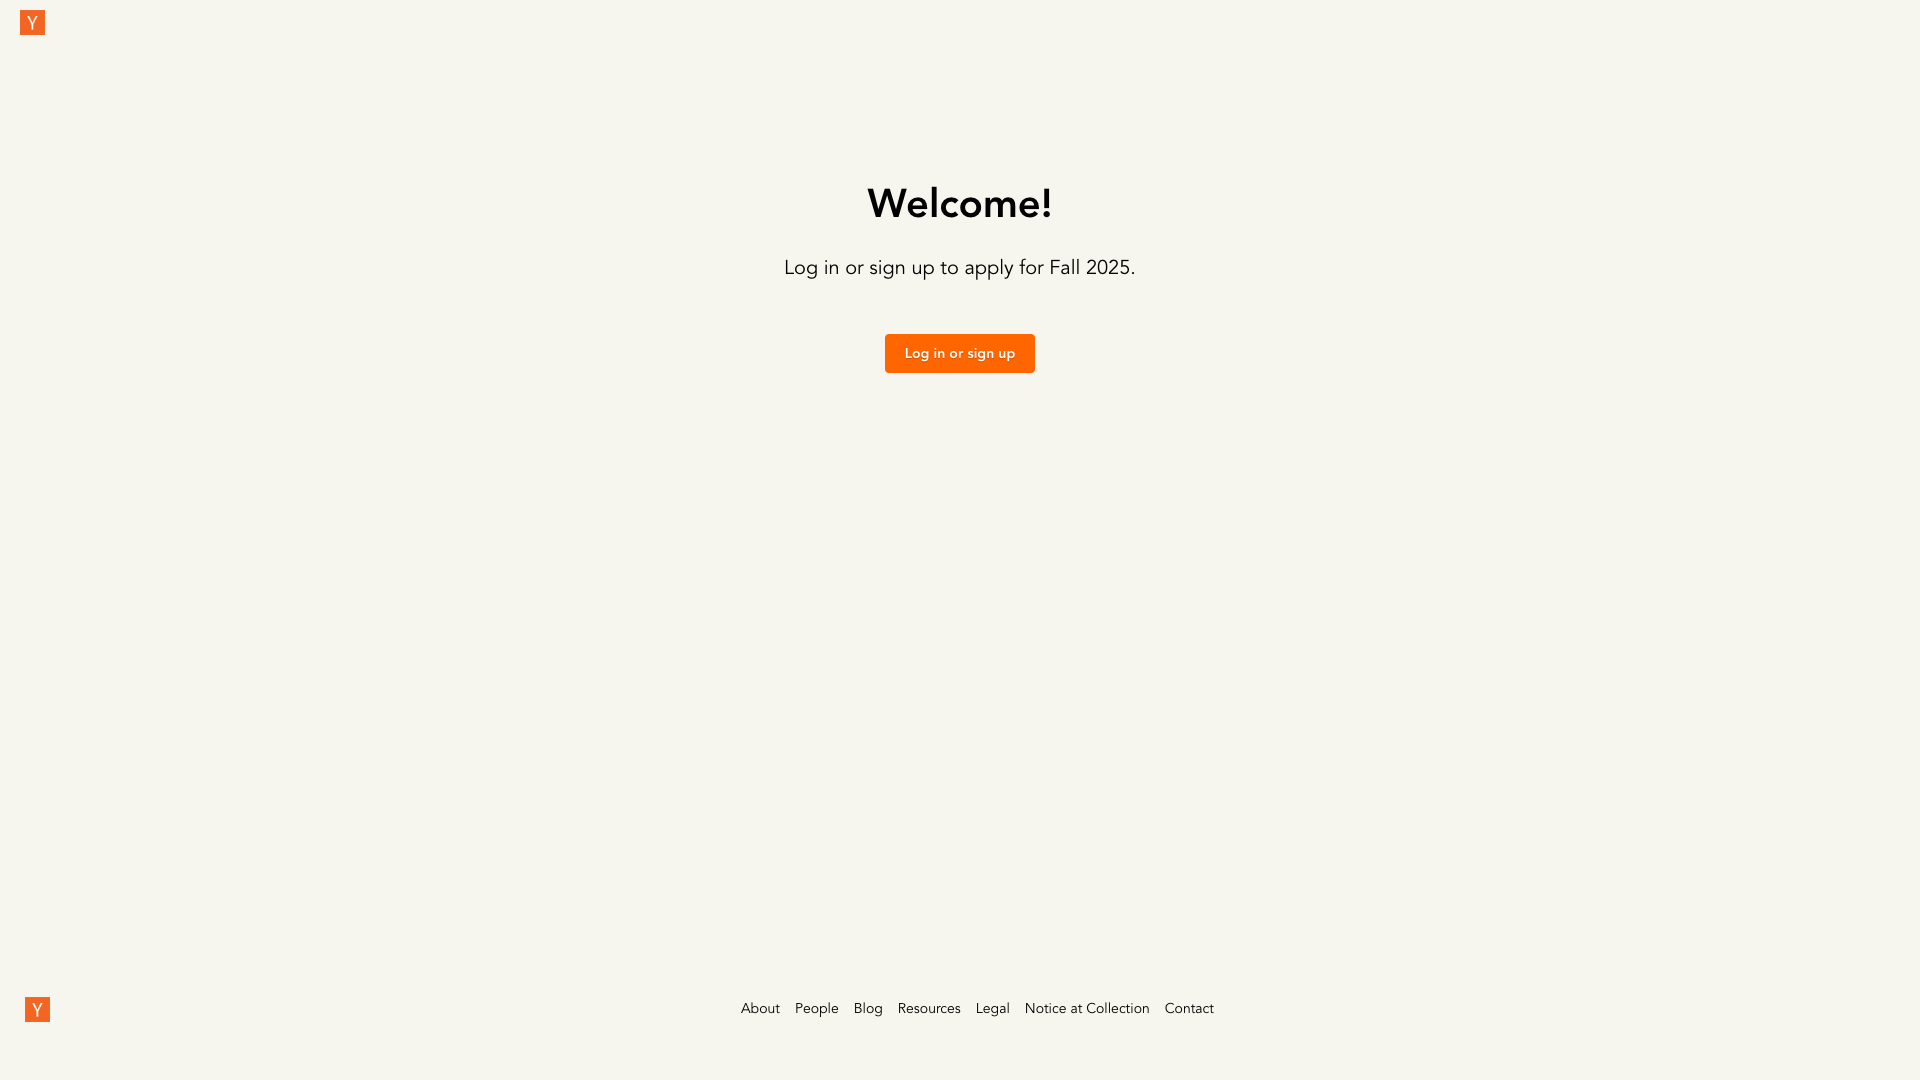 Y
Welcome!
Log in or sign up to apply for Fall 2025.
Log in or sign up
Y
About People Blog Resources Legal Notice at Collection Contact